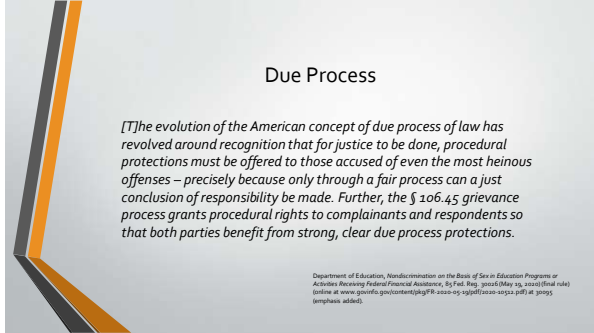 Due Process
[T]he evolution of the American concept of due process of law has
revolved around recognition that for justice to be done, procedural
protections must be offered to those accused of even the most heinous
offenses – precisely because only through a fair process can a just
conclusion of responsibility be made. Further, the § 106.45 grievance
process grants procedural rights to complainants and respondents so
that both parties benefit from strong, clear due process protections.
Department of Education, Nondiscrimination on the Basis of Sex in Education Programs or
Activities Receiving Federal Financial Assistance, 85 Fed. Reg. 30026 (May 19, 2020) (final rule)
(online at www.govinfo.gov/content/pkg/FR-2020-05-19/pdf/2020-10512.pdf) at 30095
(emphasis added).